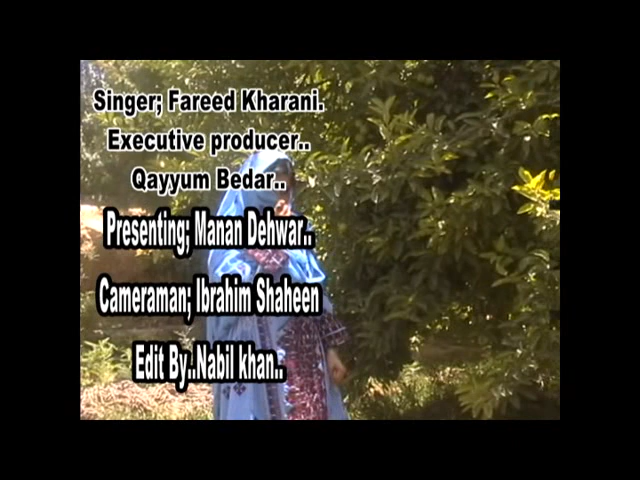 Singer; Fareed Kharani.
Executive producer..
Qayyum Bedar..
Presenting; Manan Dehwar..
Cameraman; Ibrahim Shaheen
Edit By..Nabil khan..